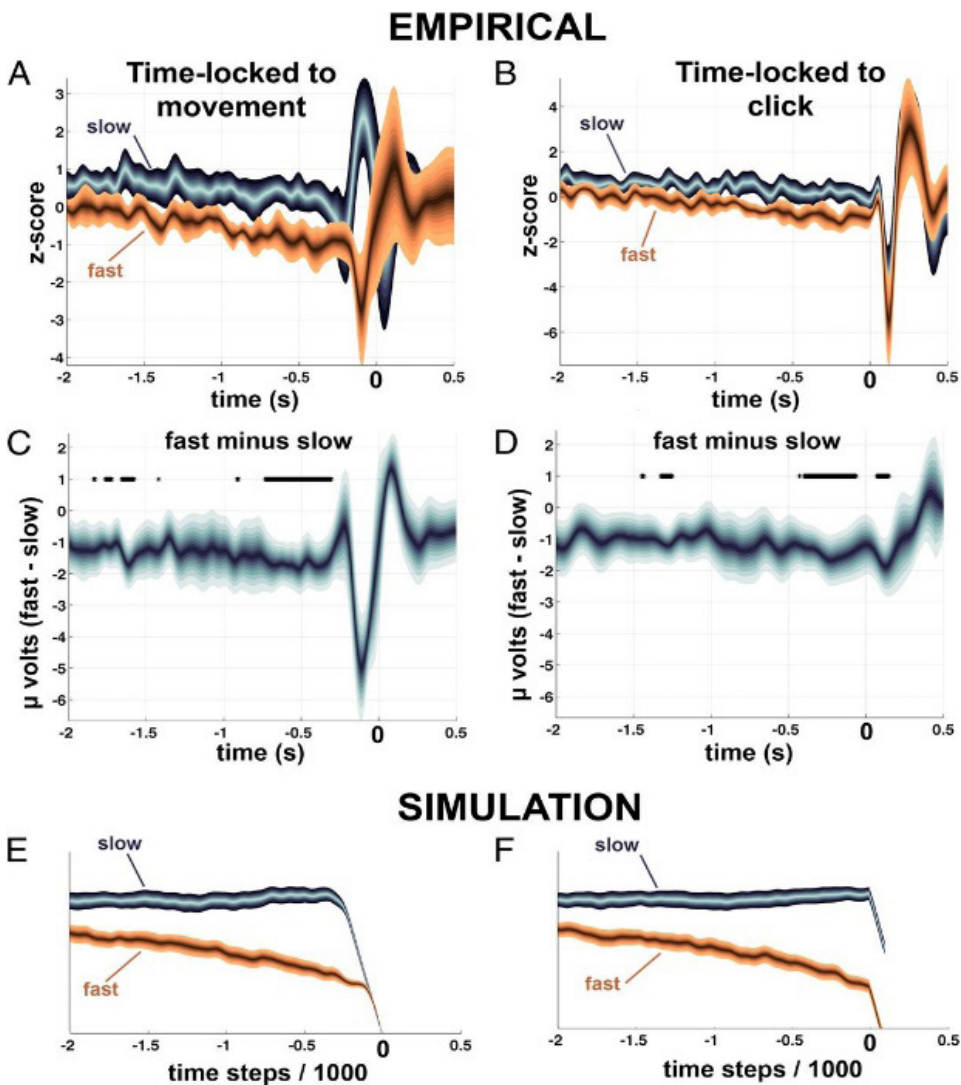 EMPIRICAL
A
Time-locked to
movement
slow
fast
z-score
3
2
1
0
-1
-2
-3
-4
-2
-1.5
-1
-0.5
0
0.5
time (s)
B
Time-locked to
click
slow
fast
z-score
4
2
0
-2
-4
-6
-2
-1.5
-1
-0.5
0
0.5
time (s)
C
fast minus slow
μ volts (fast - slow)
2
1
0
-1
-2
-3
-4
-5
-6
-2
-1.5
-1
-0.5
0
0.5
time (s)
D
fast minus slow
μ volts (fast - slow)
2
1
0
-1
-2
-3
-4
-5
-6
-2
-1.5
-1
-0.5
0
0.5
time (s)
SIMULATION
E
slow
fast
-2
-1.5
-1
-0.5
0
0.5
time steps / 1000
F
slow
fast
-2
-1.5
-1
-0.5
0
0.5
time steps / 1000